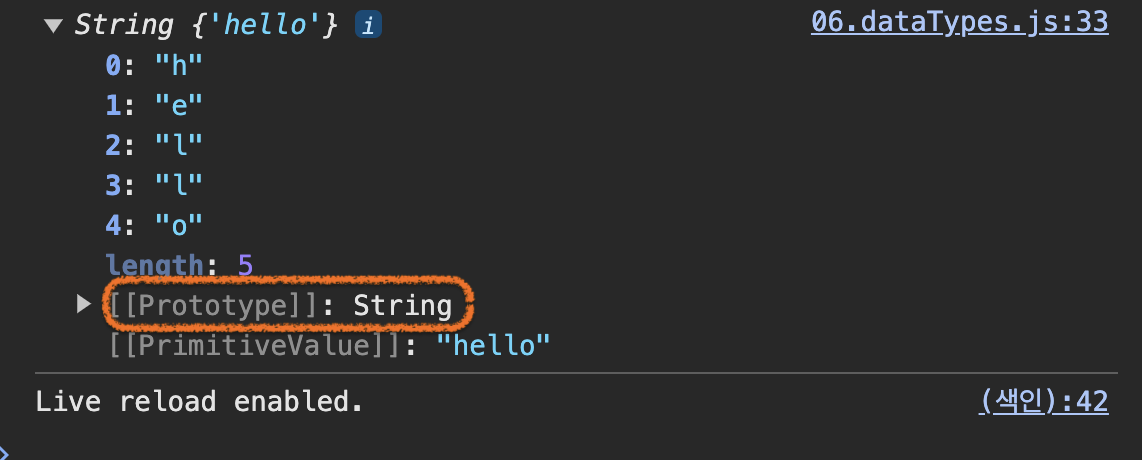 ▼ String {'hello'} i 06.dataTypes.js:33
0: "h"
1: "e"
2: "l"
3: "l"
4: "o"
length: 5
▶ [[Prototype]]: String
[[PrimitiveValue]]: "hello"
Live reload enabled. (색인):42
›